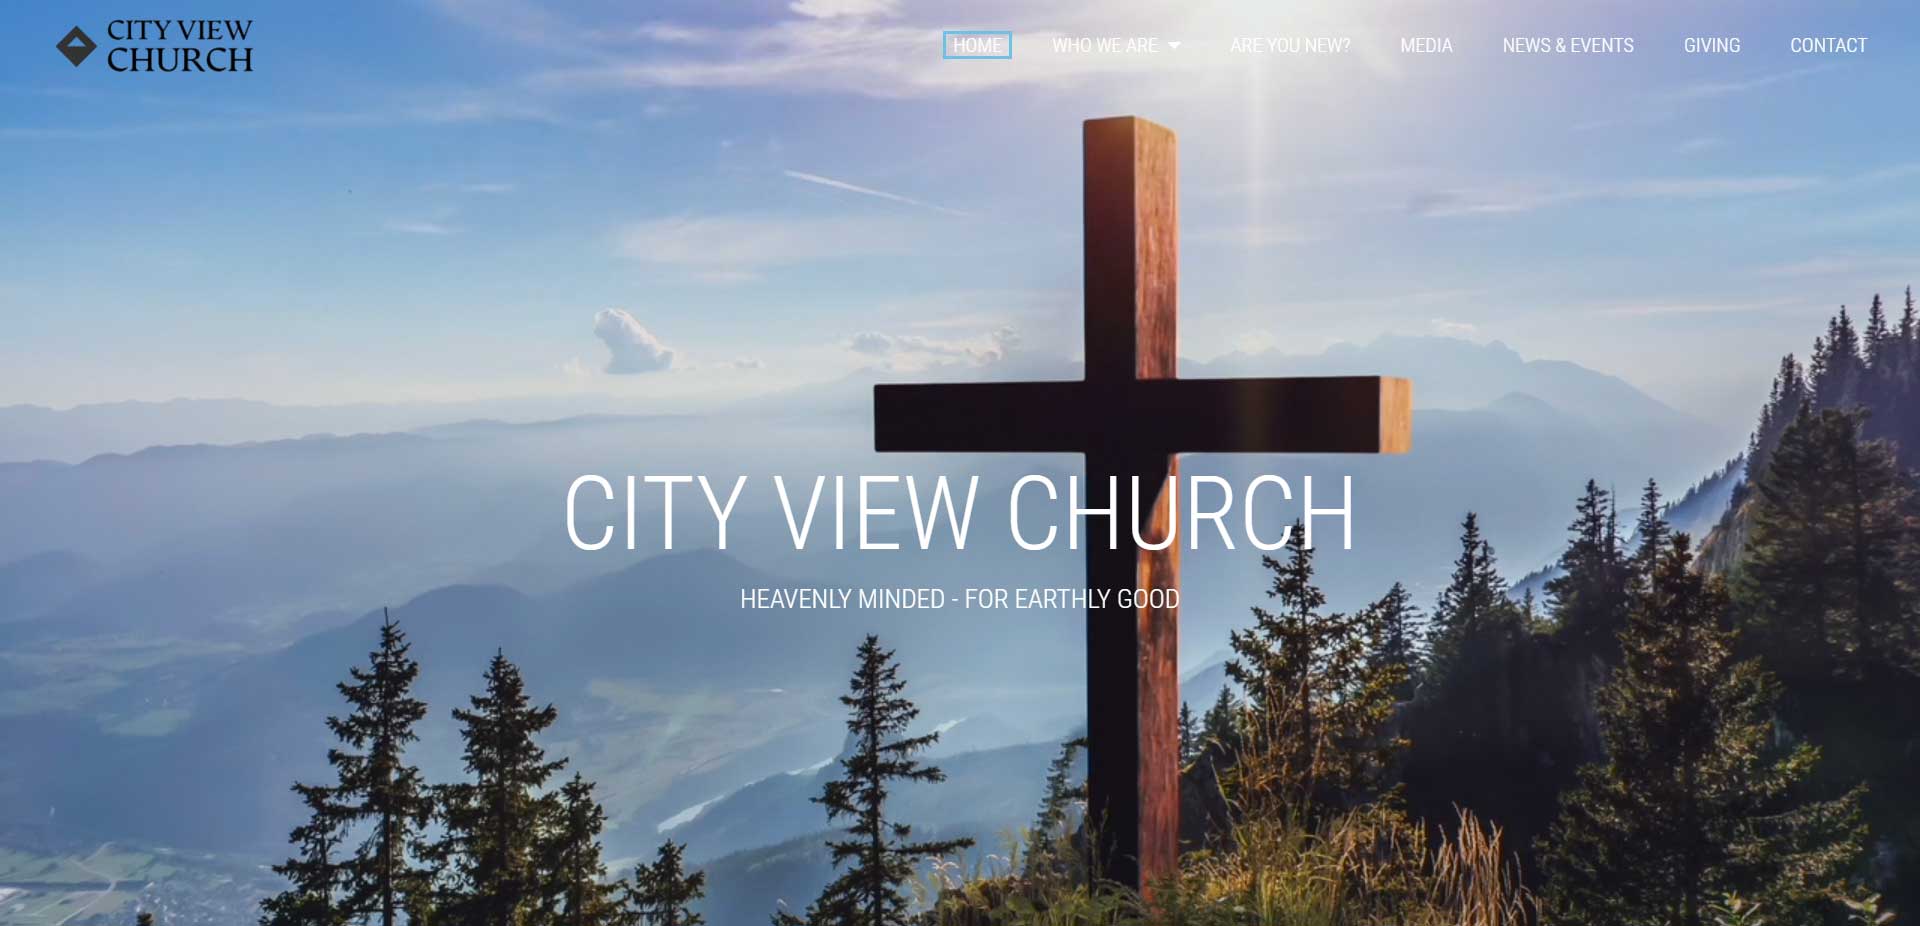 CITY VIEW
CHURCH
HOME WHO WE ARE ARE YOU NEW? MEDIA NEWS & EVENTS GIVING CONTACT
CITY VIEW CHURCH
HEAVENLY MINDED - FOR EARTHLY GOOD